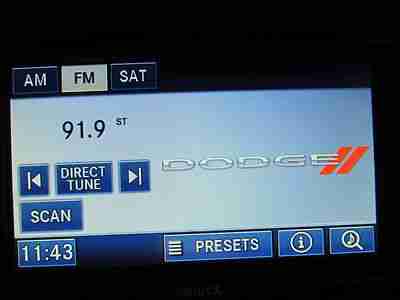 AM FM SAT
91.9 ST
DODGE
DIRECT
TUNE
SCAN
11:43 PRESETS